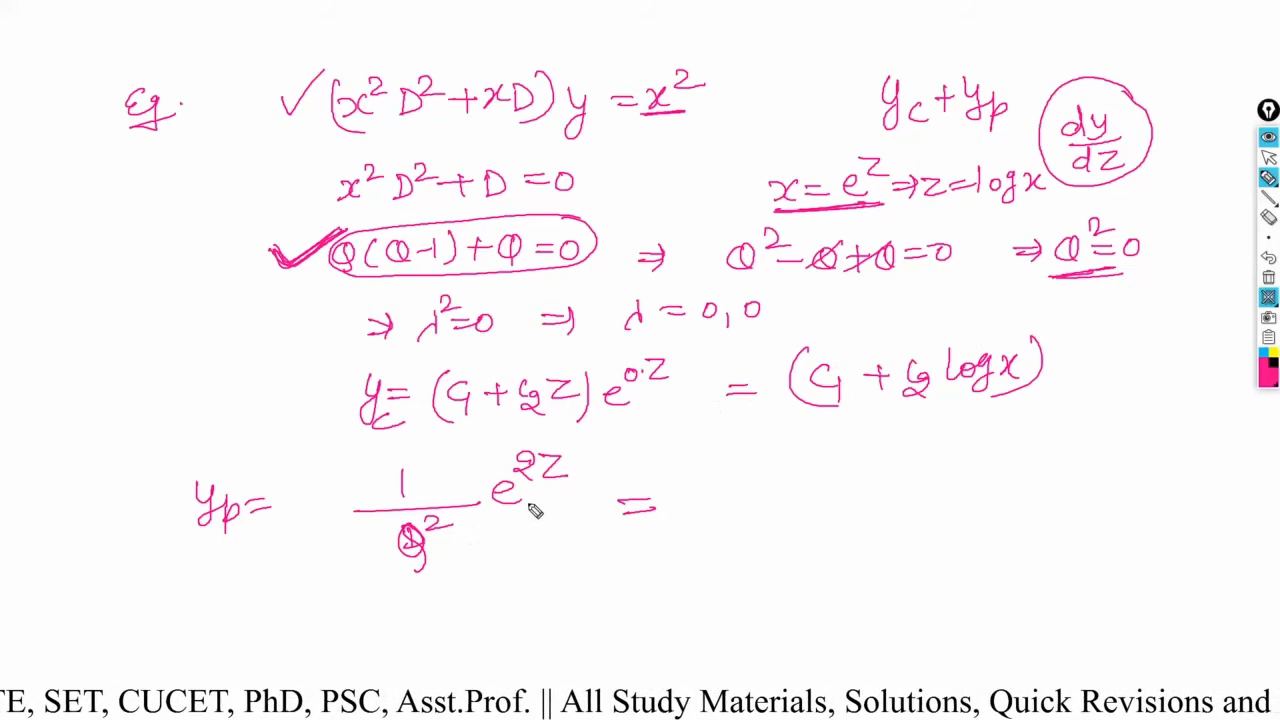 Eg. ✓(x²D²+xD)y = x² y_c + y_p dy/dz
x²D²+D=0 x = e^z ⇒ z=logx
✓ θ(θ-1)+θ=0 ⇒ θ²-θ+θ=0 ⇒ θ²=0
⇒ λ²=0 ⇒ λ = 0,0
y_c = (C₁+C₂z)e^{0.z} = (C₁+C₂ logx)
y_p = 1/θ² e^{2z} =
TE, SET, CUCET, PhD, PSC, Asst.Prof. || All Study Materials, Solutions, Quick Revisions and